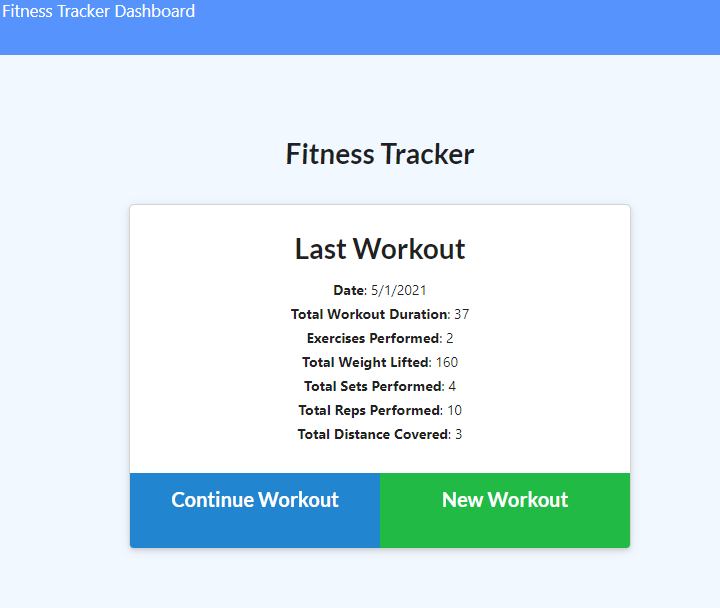 Fitness Tracker Dashboard
Fitness Tracker
Last Workout
Date: 5/1/2021
Total Workout Duration: 37
Exercises Performed: 2
Total Weight Lifted: 160
Total Sets Performed: 4
Total Reps Performed: 10
Total Distance Covered: 3
Continue Workout New Workout